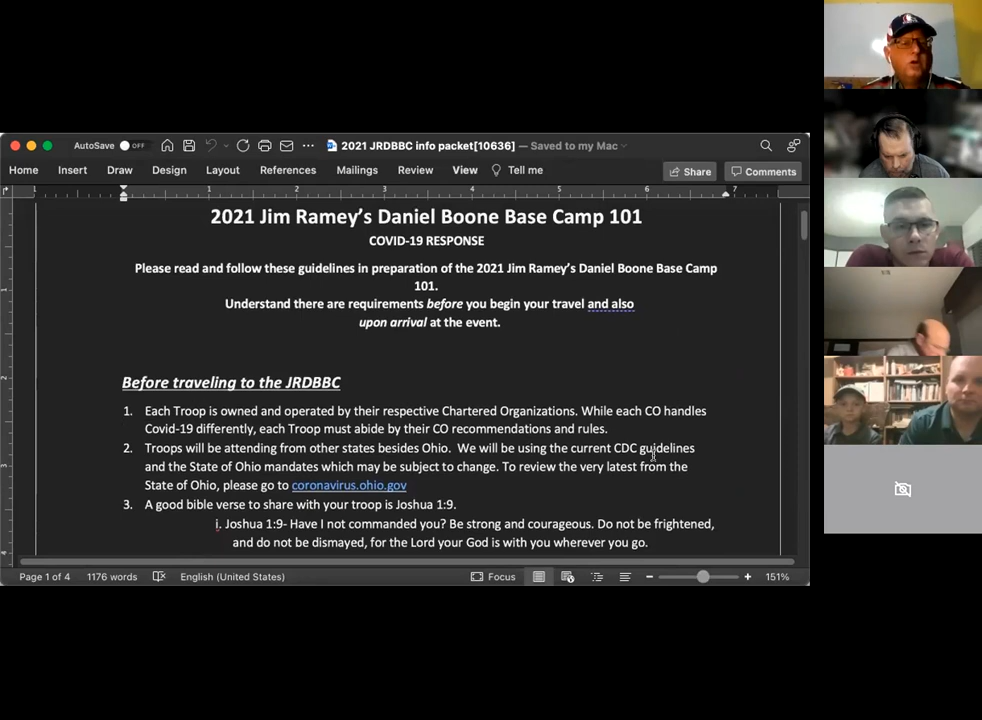 AutoSave OFF 2021 JRDBBC info packet[10636] — Saved to my Mac
Home Insert Draw Design Layout References Mailings Review View Tell me Share Comments
1 1 2 3 4 5 6 7
2021 Jim Ramey's Daniel Boone Base Camp 101
COVID-19 RESPONSE
Please read and follow these guidelines in preparation of the 2021 Jim Ramey's Daniel Boone Base Camp
101.
Understand there are requirements before you begin your travel and also
upon arrival at the event.
Before traveling to the JRDBBC
1. Each Troop is owned and operated by their respective Chartered Organizations. While each CO handles
Covid-19 differently, each Troop must abide by their CO recommendations and rules.
2. Troops will be attending from other states besides Ohio. We will be using the current CDC guidelines
and the State of Ohio mandates which may be subject to change. To review the very latest from the
State of Ohio, please go to coronavirus.ohio.gov
3. A good bible verse to share with your troop is Joshua 1:9.
i. Joshua 1:9- Have I not commanded you? Be strong and courageous. Do not be frightened,
and do not be dismayed, for the Lord your God is with you wherever you go.
Page 1 of 4 1176 words English (United States) Focus 151%